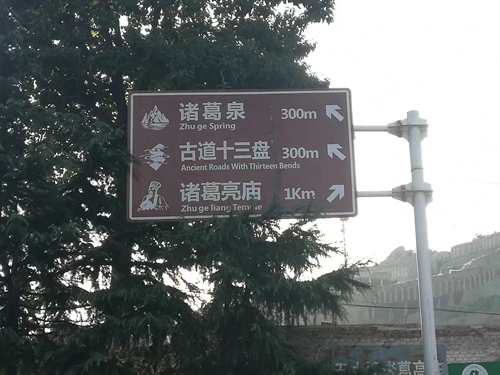 诸葛泉 300m
Zhu ge Spring
古道十三盘 300m
Ancient Roads With Thirteen Bends
诸葛亮庙 1Km
Zhu ge liang Temple